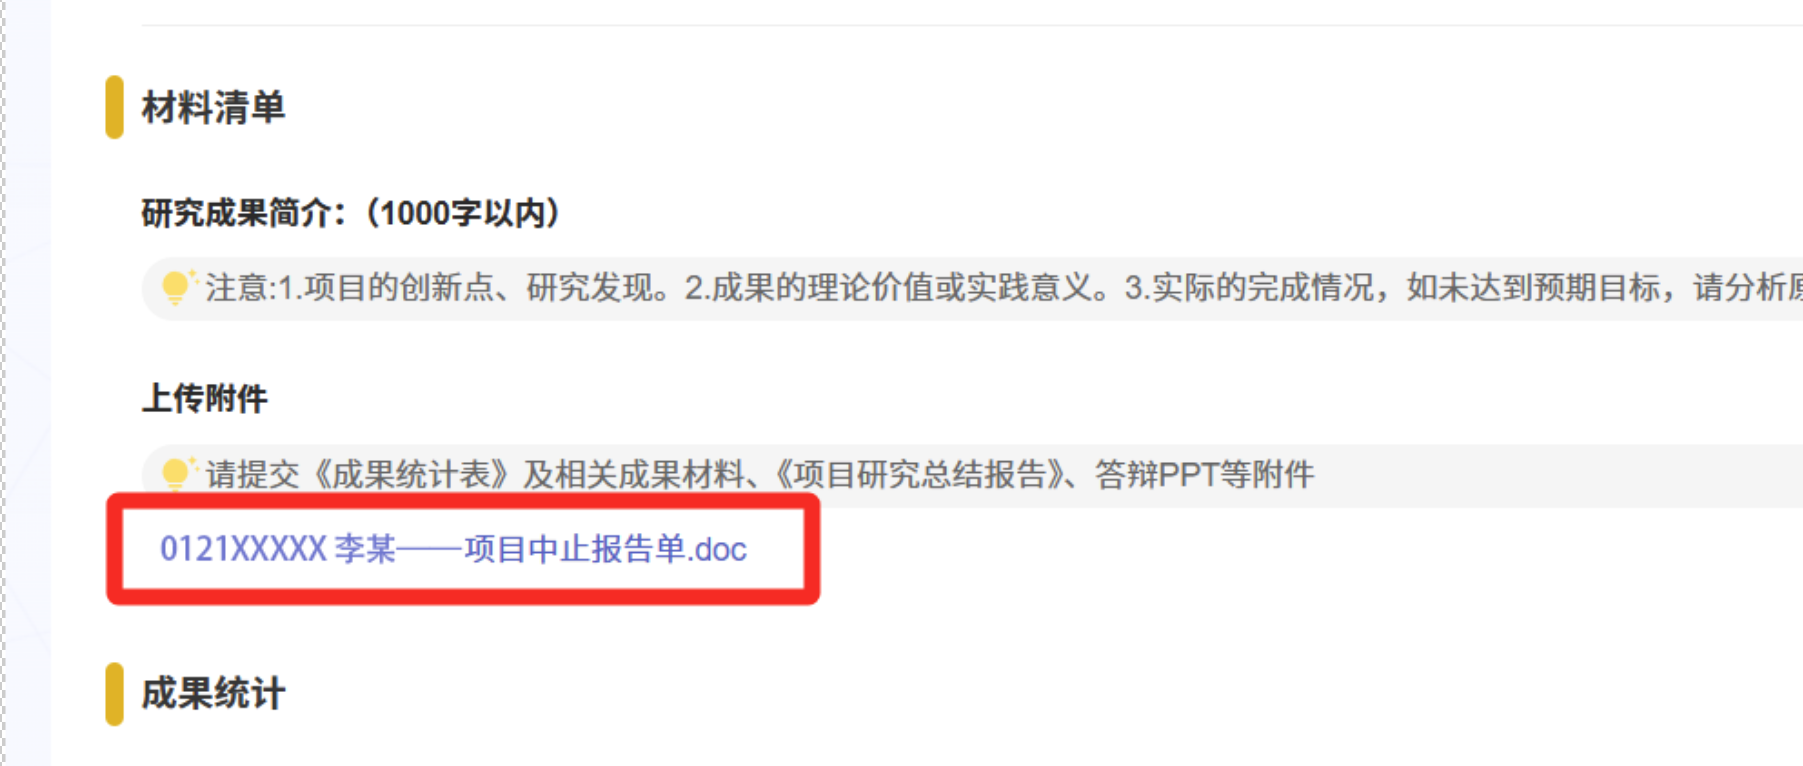 材料清单
研究成果简介：（1000字以内）
注意:1.项目的创新点、研究发现。2.成果的理论价值或实践意义。3.实际的完成情况，如未达到预期目标，请分析
上传附件
请提交《成果统计表》及相关成果材料、《项目研究总结报告》、答辩PPT等附件
0121XXXXX 李某——项目中止报告单.doc
成果统计